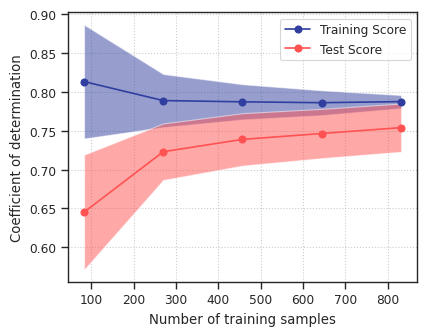 Coefficient of determination
0.90
0.85
0.80
0.75
0.70
0.65
0.60
Training Score
Test Score
100 200 300 400 500 600 700 800
Number of training samples